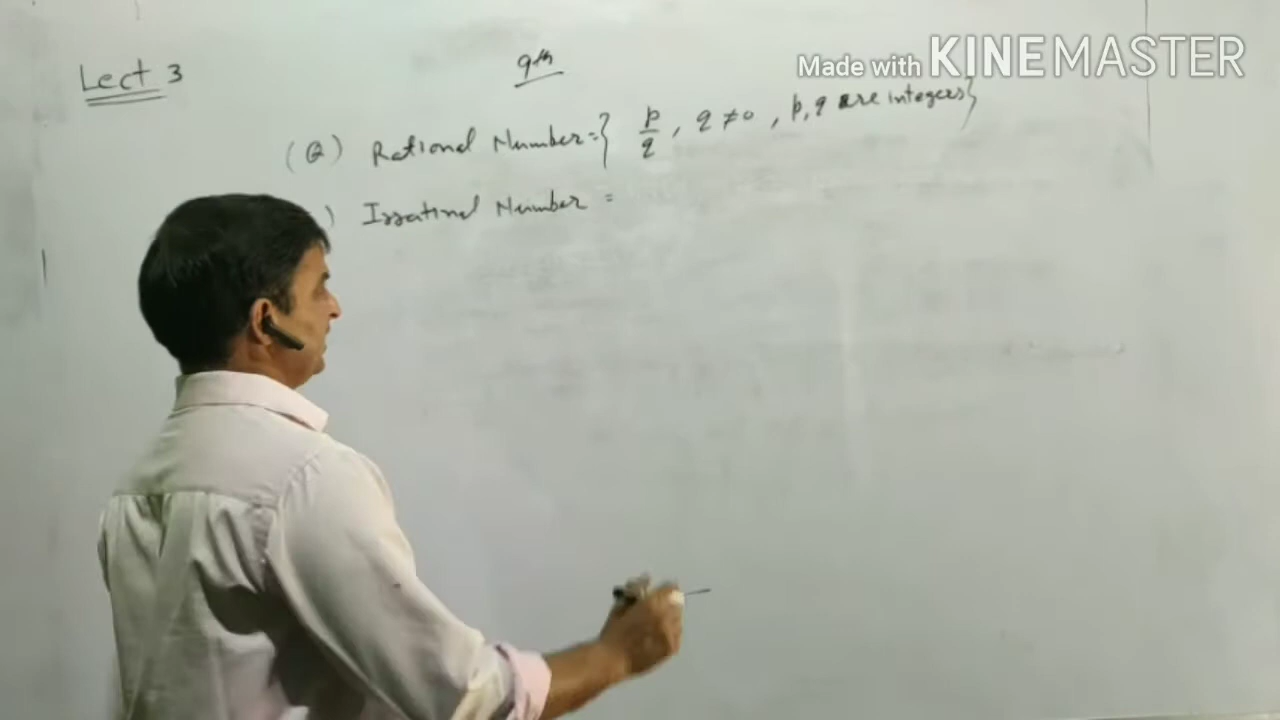 Made with KINEMASTER
Lect 3
9th
(Q) Rational Number = { p/q, q ≠ 0, p, q are integers}
) Irrational Number =